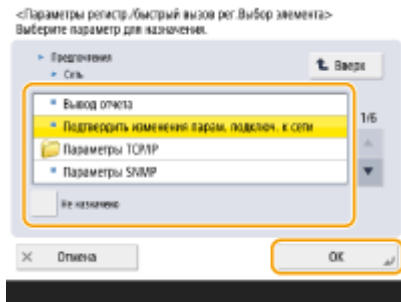 <Параметры регистр./быстрый вызов рег.Выбор элемента>
Выберите параметр для назначения.
Предпочтения
Сеть
Вверх
Вывод отчета
Подтвердить изменения парам. подключ. к сети
Параметры TCP/IP
Параметры SNMP
1/6
Не назначено
Отмена
OK